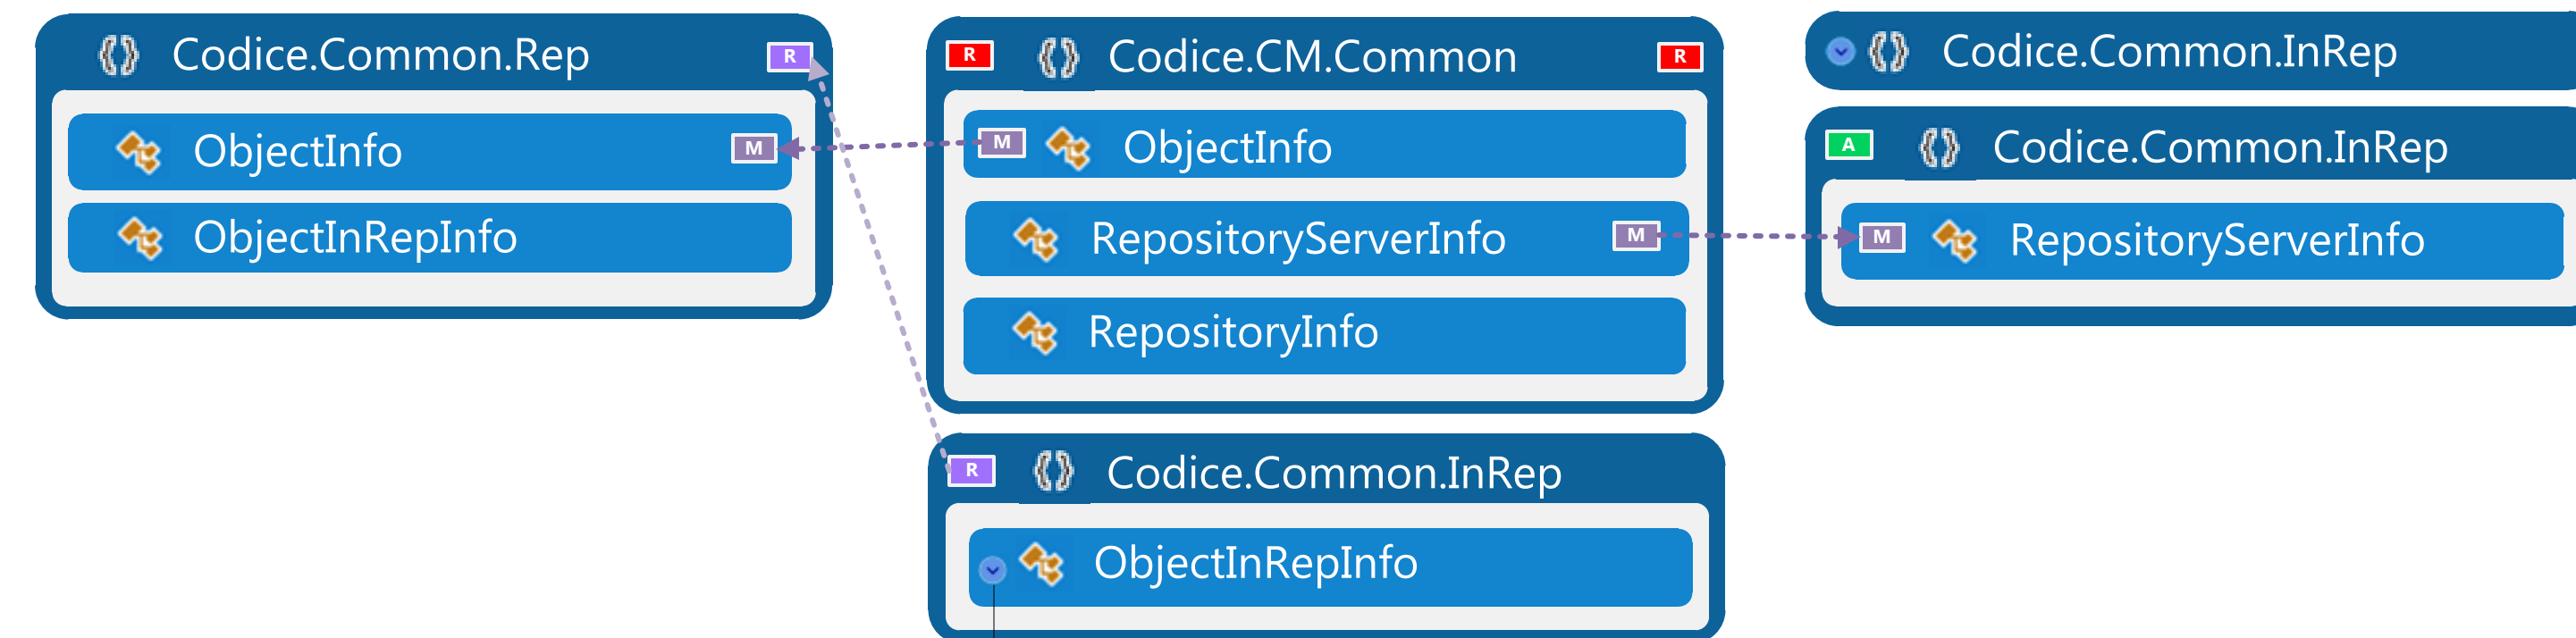 Codice.Common.Rep R
ObjectInfo M
ObjectInRepInfo
R Codice.CM.Common R
M ObjectInfo
RepositoryServerInfo M
RepositoryInfo
R Codice.Common.InRep
ObjectInRepInfo
Codice.Common.InRep
A Codice.Common.InRep
M RepositoryServerInfo